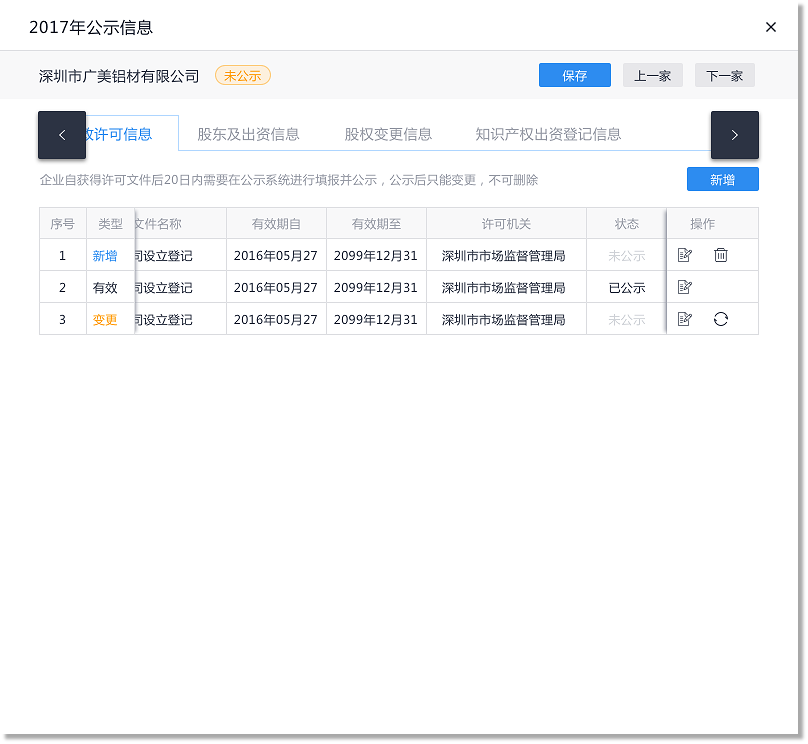 2017年公示信息
深圳市广美铝材有限公司 未公示 保存 上一家 下一家
许可信息 股东及出资信息 股权变更信息 知识产权出资登记信息
企业自获得许可文件后20日内需要在公示系统进行填报并公示，公示后只能变更，不可删除 新增
序号 类型 文件名称 有效期自 有效期至 许可机关 状态 操作
1 新增 司设立登记 2016年05月27 2099年12月31 深圳市市场监督管理局 未公示
2 有效 司设立登记 2016年05月27 2099年12月31 深圳市市场监督管理局 已公示
3 变更 司设立登记 2016年05月27 2099年12月31 深圳市市场监督管理局 未公示